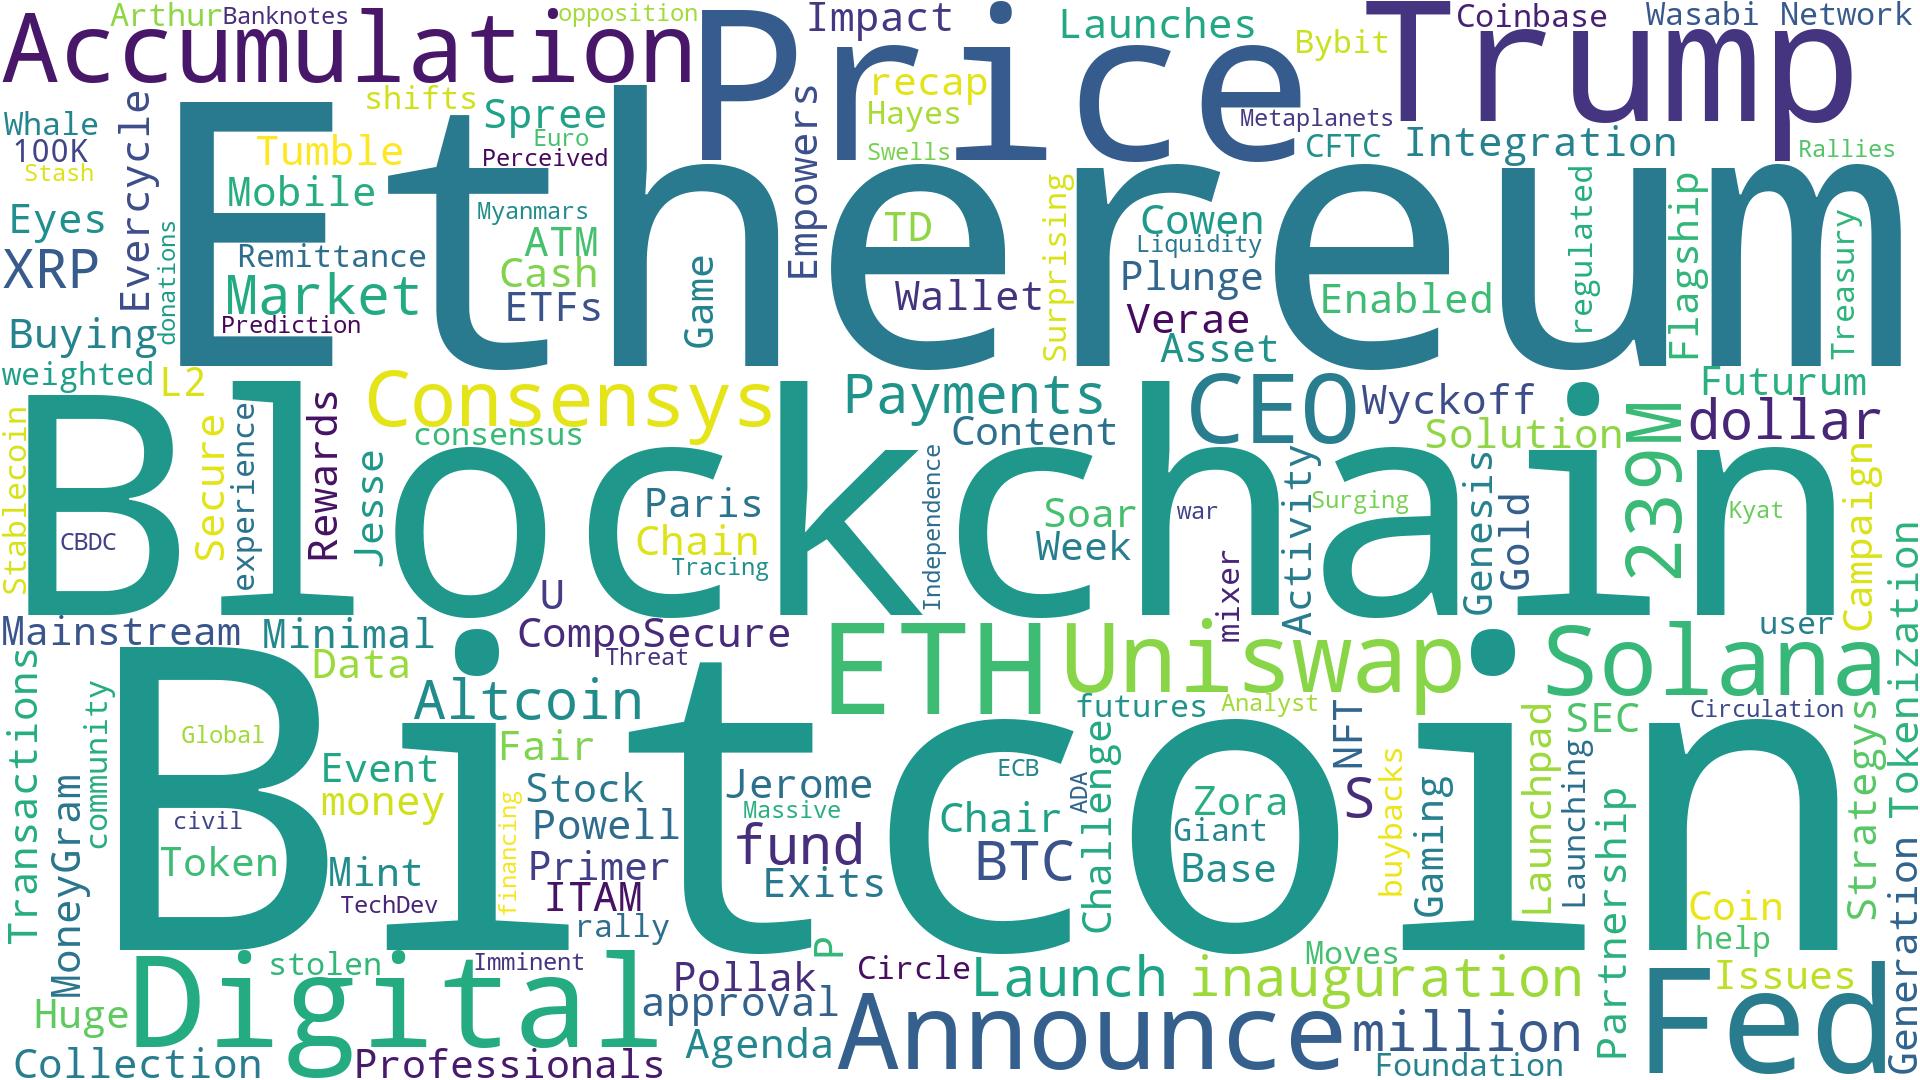 Arthur
Banknotes
opposition
Accumulation
Price
Impact
Launches
Trump
Coinbase
Wasabi Network
Bybit
Whale
100K
Stash
Evercycle
shifts
Spree
Euro
Perceived
Tumble
Mobile
Empowers
recap
Hayes
Swells
Metaplanets
CFTC
Integration
Rallies
Ethereum
Eyes
XRP
donations
Remittance
Market
Prediction
Myanmars
ATM
Cash
ETFs
Game
TD
Wallet
Surprising
Cowen
Liquidity
Plunge
Verae
Asset
Enabled
regulated
Flagship
Treasury
Buying
weighted
L2
Consensys
consensus
Payments
Content
CEO
Wyckoff
Solution
Futurum
dollar
239M
Blockchain
Stablecoin
CBDC
Secure
experience
Rewards
Jesse
Paris
Chain
Tracing
Independence
Soar
Week
war
mixer
Activity
Surging
Genesis
Gold
Kyat
Campaign
Tokenization
U
Mainstream
Minimal
Data
CompoSecure
Threat
ETH
Uniswap
Solana
user
Altcoin
futures
Analyst
Circulation
SEC
NFT
Bitcoin
Transactions
community
Global
Event
money
Fair
Stock
Powell
Primer
ITAM
rally
financing
Jerome
Massive
fund
Exits
ECB
ADA
Chair
BTC
Challenge
Zora
Giant
Base
S
buybacks
Gaming
Launchpad
Launching
Partnership
Strategys
Generation
MoneyGram
civil
Token
Mint
TechDev
Coin
help
P
Digital
stolen
Imminent
Pollak
approval
Agenda
Circle
Launch
Moves
inauguration
Announce
million
Foundation
Fed
Issues
Huge
Collection
Professionals